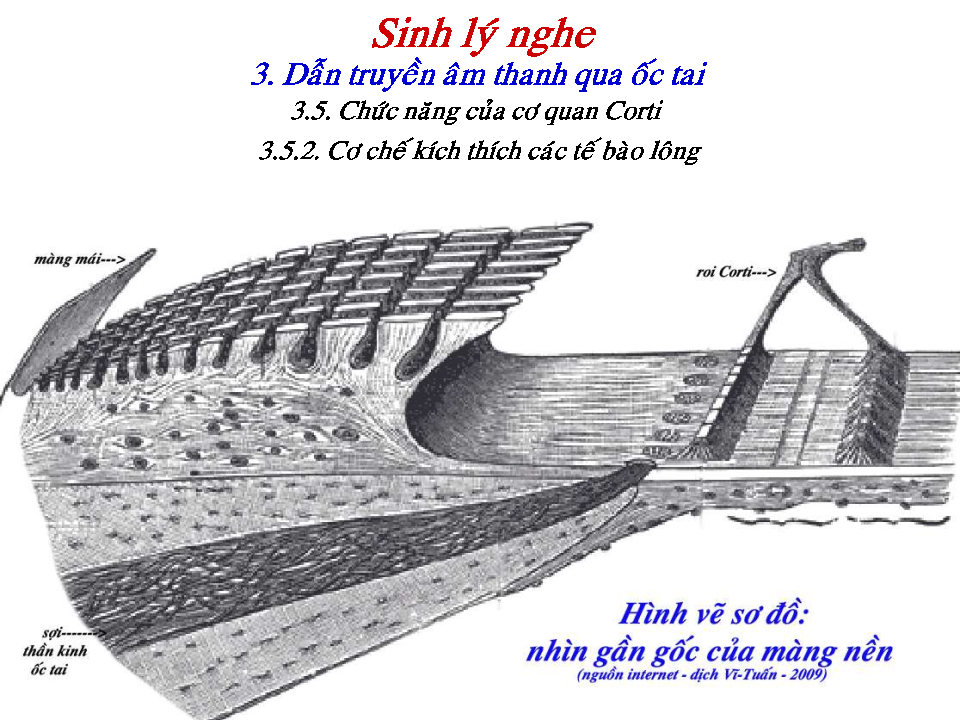 Sinh lý nghe
3. Dẫn truyền âm thanh qua ốc tai
3.5. Chức năng của cơ quan Corti
3.5.2. Cơ chế kích thích các tế bào lông
màng mái--->
roi Corti--->
sợi------->
thần kinh
ốc tai
Hình vẽ sơ đồ:
nhìn gần gốc của màng nền
(nguồn internet - dịch Vĩ-Tuấn - 2009)